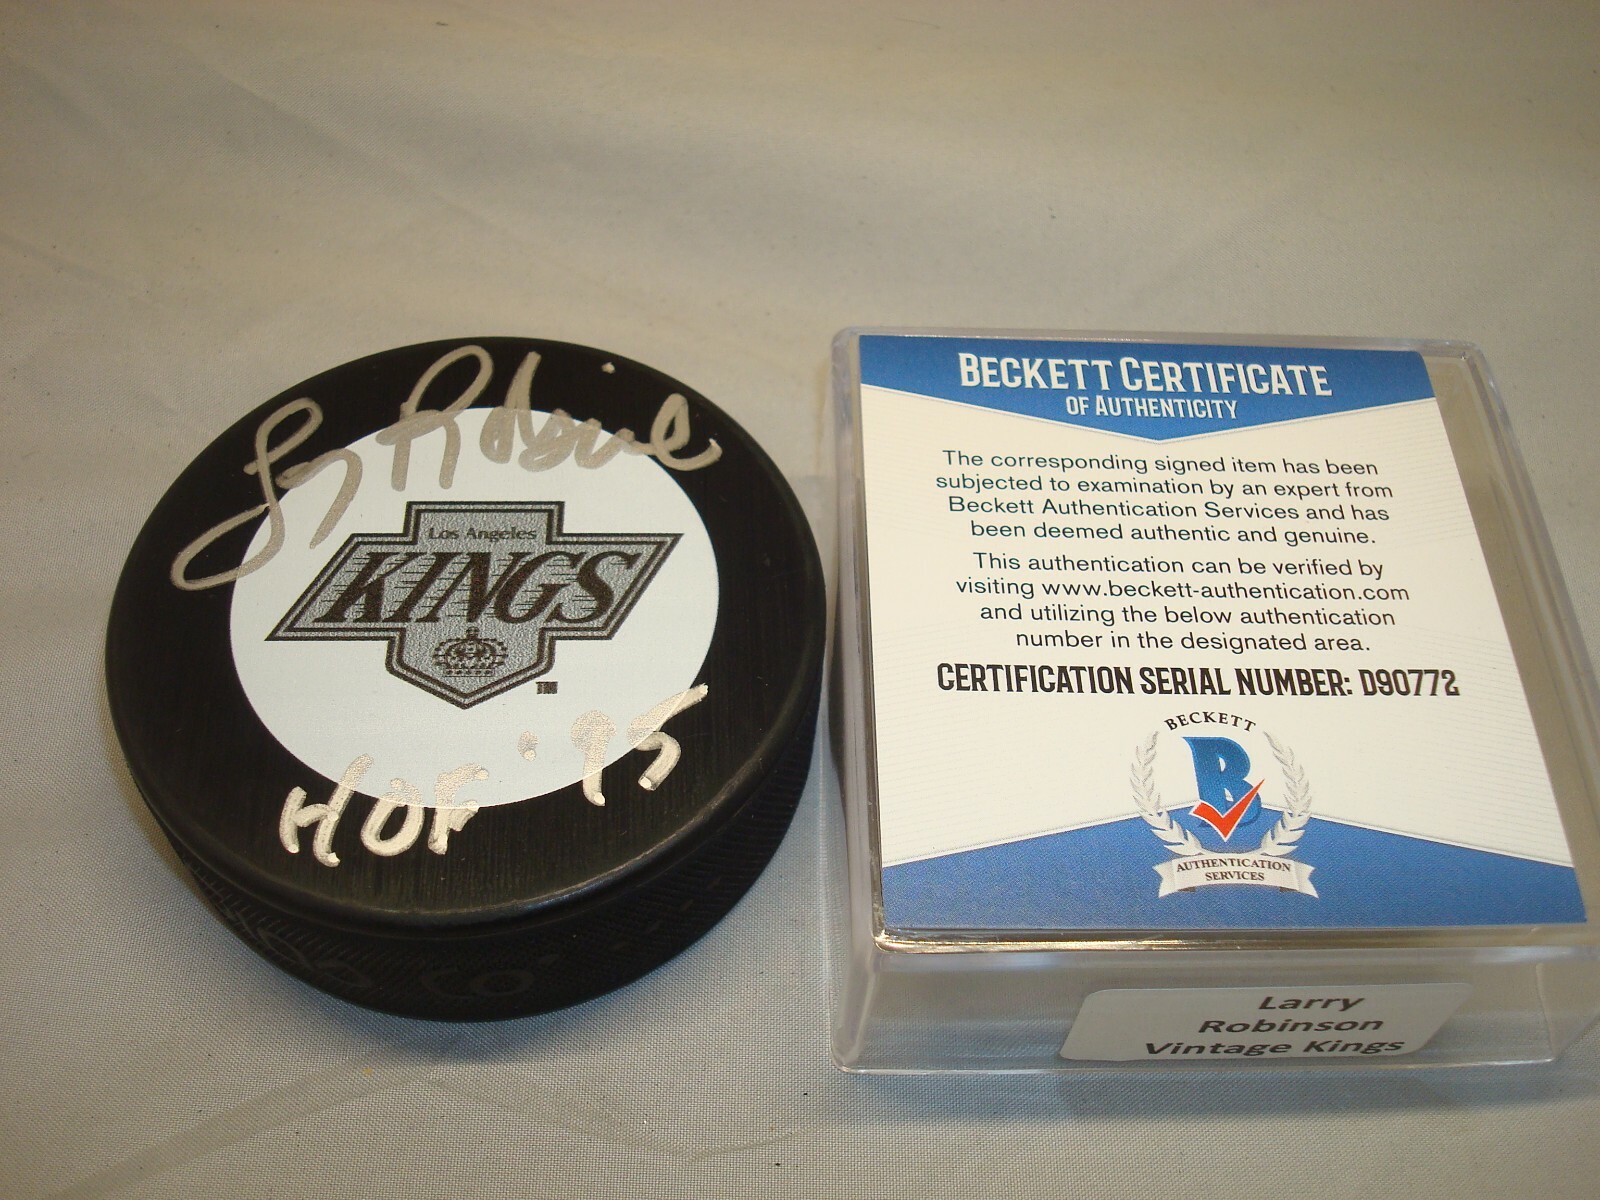 Larry Robinson
Los Angeles
KINGS
TM
HOF '95
BECKETT CERTIFICATE
OF AUTHENTICITY
The corresponding signed item has been
subjected to examination by an expert from
Beckett Authentication Services and has
been deemed authentic and genuine.
This authentication can be verified by
visiting www.beckett-authentication.com
and utilizing the below authentication
number in the designated area.
CERTIFICATION SERIAL NUMBER: D90772
BECKETT
B
AUTHENTICATION
SERVICES
Larry
Robinson
Vintage Kings